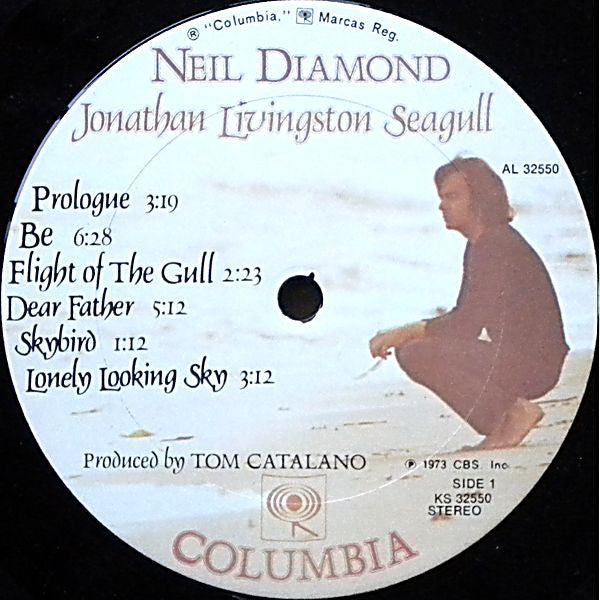 ® "Columbia," Marcas Reg.
NEIL DIAMOND
Jonathan Livingston Seagull
AL 32550
Prologue 3:19
Be 6:28
Flight of The Gull 2:23
Dear Father 5:12
Skybird 1:12
Lonely Looking Sky 3:12
Produced by TOM CATALANO
℗ 1973 CBS Inc.
SIDE 1
KS 32550
STEREO
COLUMBIA